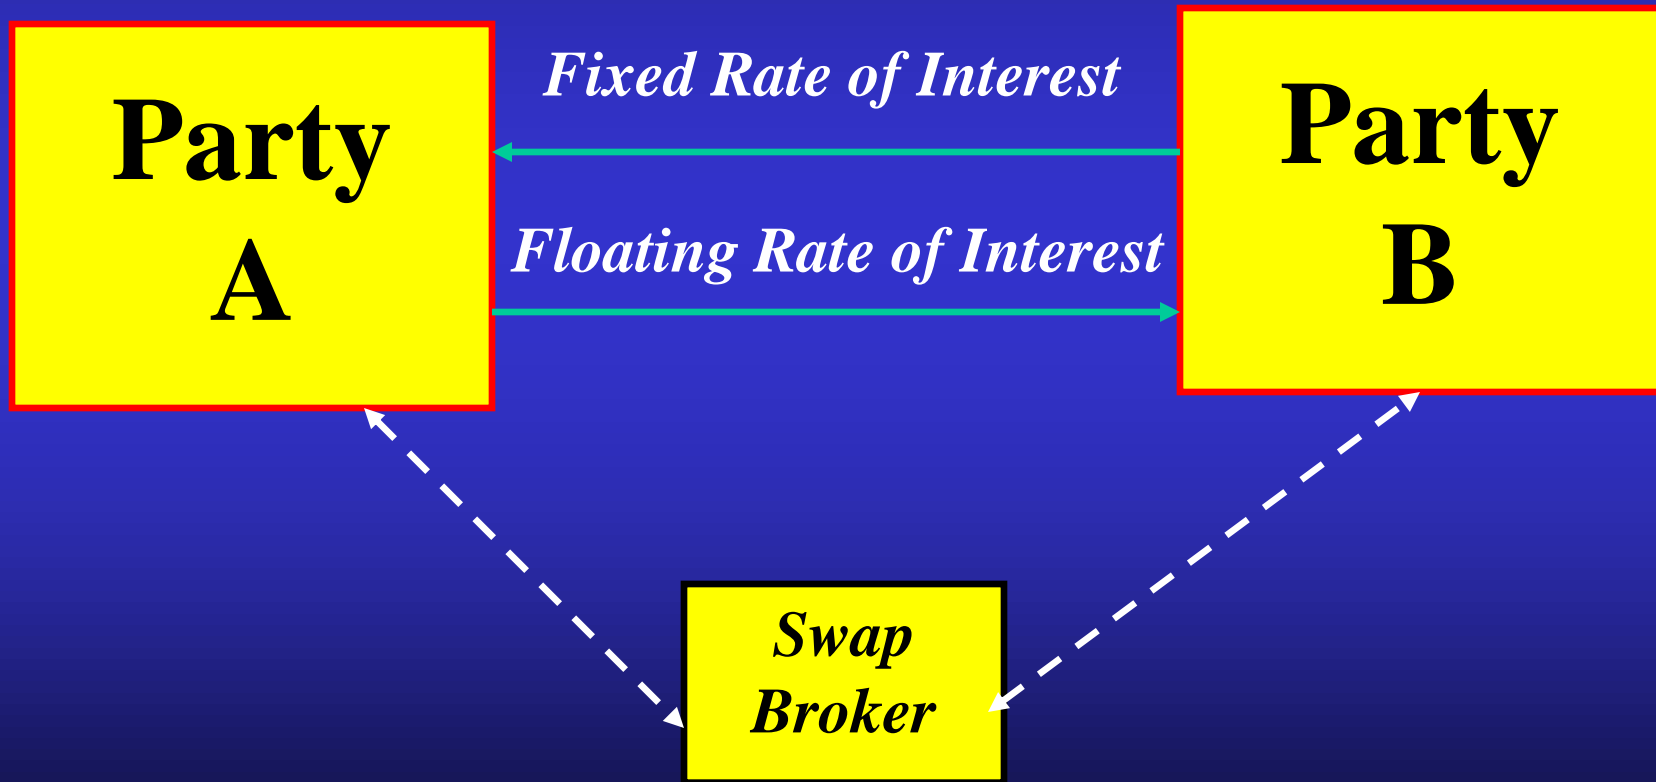 Party
A
Fixed Rate of Interest
Floating Rate of Interest
Party
B
Swap
Broker